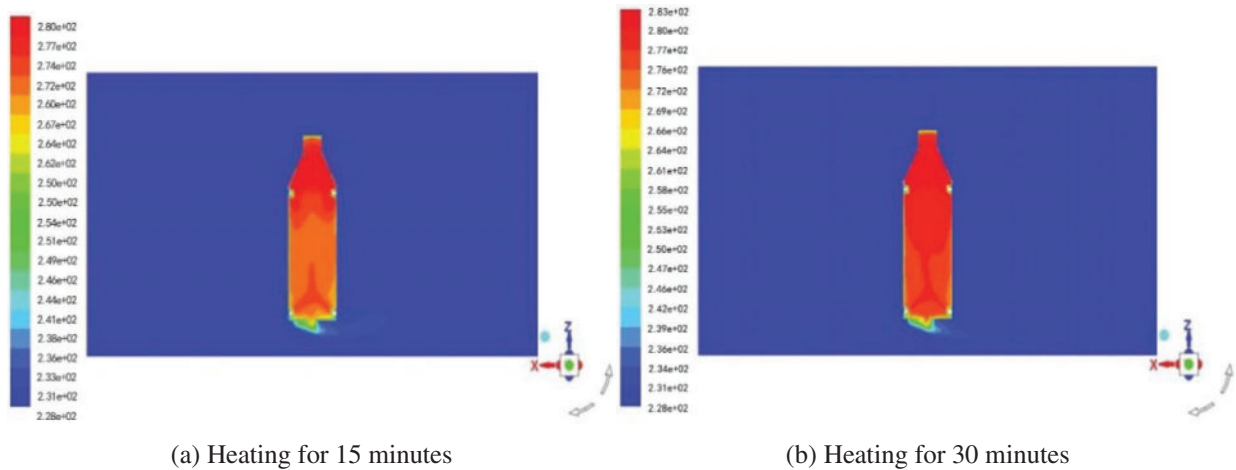 2.80e+02
2.77e+02
2.74e+02
2.72e+02
2.60e+02
2.67e+02
2.64e+02
2.62e+02
2.50e+02
2.50e+02
2.54e+02
2.51e+02
2.49e+02
2.46e+02
2.44e+02
2.41e+02
2.38e+02
2.36e+02
2.33e+02
2.31e+02
2.28e+02
Z
X
(a) Heating for 15 minutes
2.83e+02
2.80e+02
2.77e+02
2.76e+02
2.72e+02
2.69e+02
2.66e+02
2.64e+02
2.61e+02
2.58e+02
2.55e+02
2.53e+02
2.50e+02
2.47e+02
2.46e+02
2.42e+02
2.39e+02
2.36e+02
2.34e+02
2.31e+02
2.28e+02
Z
X
(b) Heating for 30 minutes